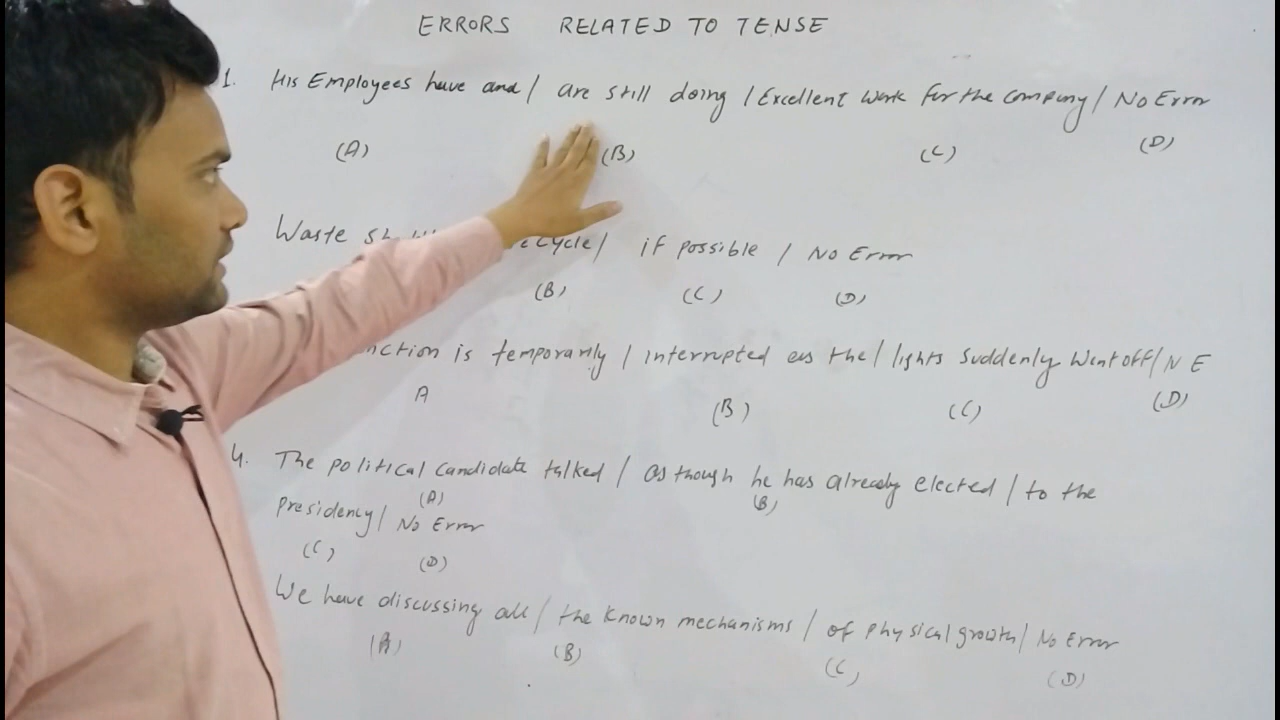 ERRORS RELATED TO TENSE
1. His Employees have and / are still doing / Excellent work for the company / No Error
(A) (B) (C) (D)
Waste / if possible / No Error
(B) (C) (D)
is temporarily / interrupted as the / lights suddenly went off / N E
A (B) (C) (D)
4. The political candidate talked / as though he has already elected / to the
(A) (B)
Presidency / No Error
(C) (D)
We have discussing all / the known mechanisms / of physical growth / No Error
(A) (B) (C) (D)